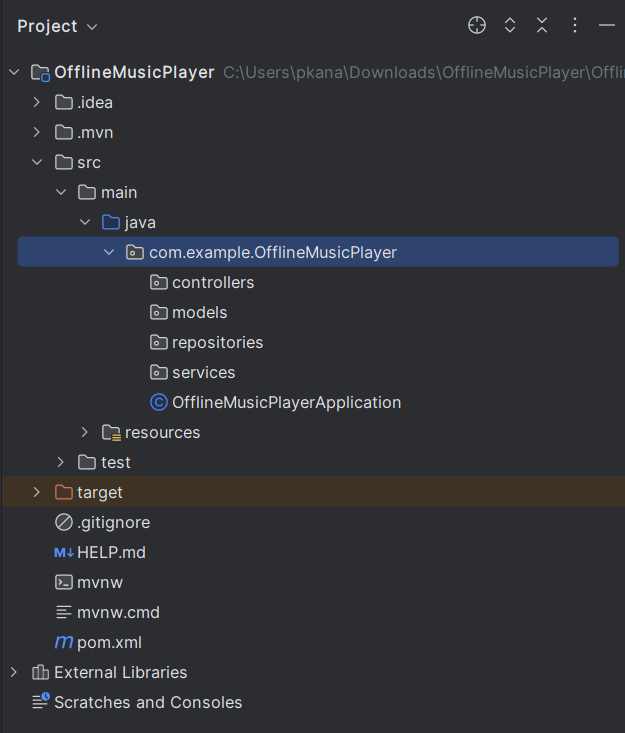 Project
OfflineMusicPlayer C:\Users\pkana\Downloads\OfflineMusicPlayer\Offlin
.idea
.mvn
src
main
java
com.example.OfflineMusicPlayer
controllers
models
repositories
services
C OfflineMusicPlayerApplication
resources
test
target
.gitignore
M↓ HELP.md
mvnw
mvnw.cmd
m pom.xml
External Libraries
Scratches and Consoles